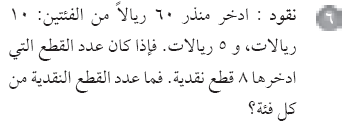 ٦ نقود : ادخر منذر ٦٠ ريالاً من الفئتين: ١٠
ريالات، و ٥ ريالات. فإذا كان عدد القطع التي
ادخرها ٨ قطع نقدية. فما عدد القطع النقدية من
كل فئة؟